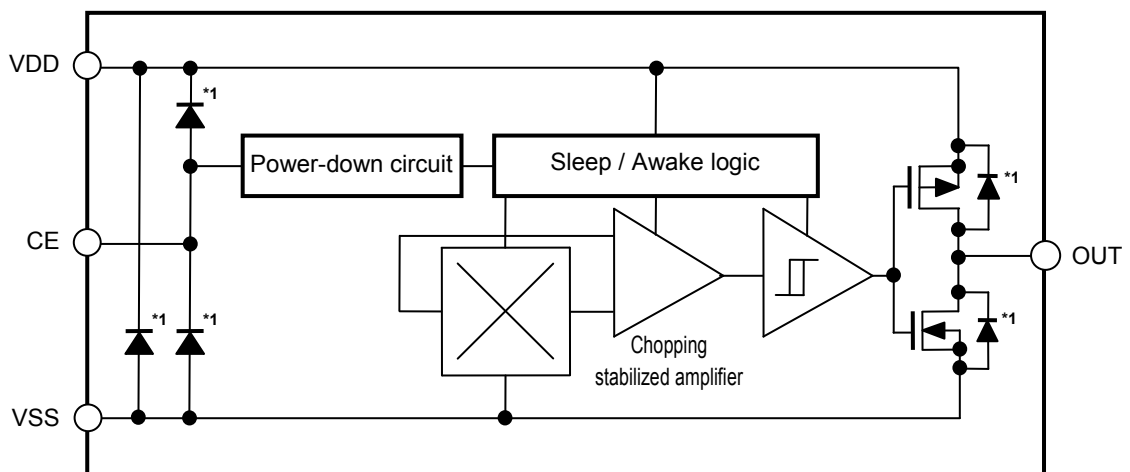 VDD
*1
Power-down circuit
Sleep / Awake logic
*1
CE
OUT
*1
*1
*1
Chopping
stabilized amplifier
VSS